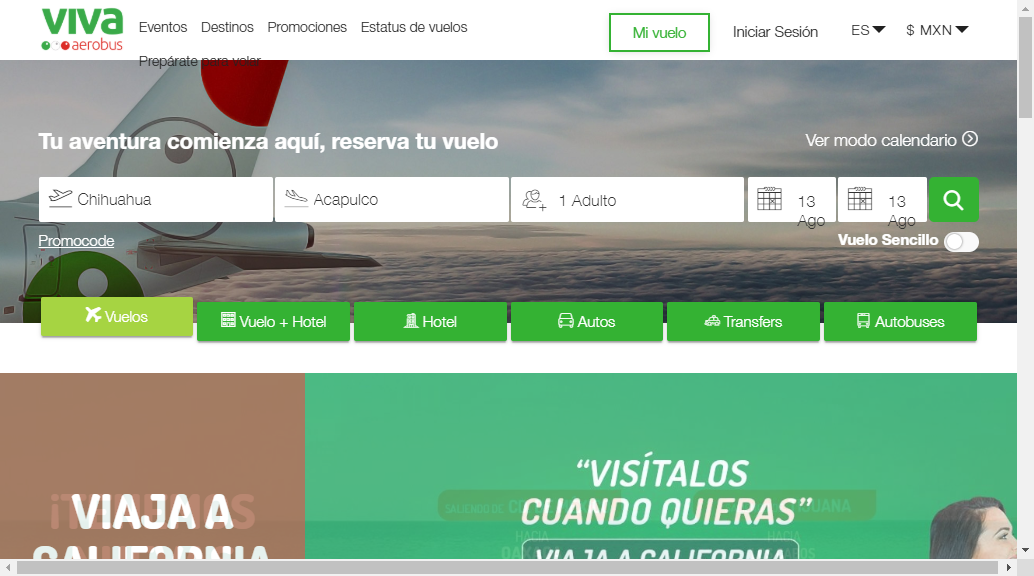 viva
aerobus
Eventos Destinos Promociones Estatus de vuelos
Prepárate para volar
Mi vuelo
Iniciar Sesión
ES
$ MXN
Tu aventura comienza aquí, reserva tu vuelo
Ver modo calendario
Chihuahua
Acapulco
1 Adulto
13
Ago
13
Ago
Promocode
Vuelo Sencillo
Vuelos
Vuelo + Hotel
Hotel
Autos
Transfers
Autobuses
VIAJA A
CALIFORNIA
“VISÍTALOS
CUANDO QUIERAS”
SALIENDO DE
HACIA
HACIA
VIAJA A CALIFORNIA